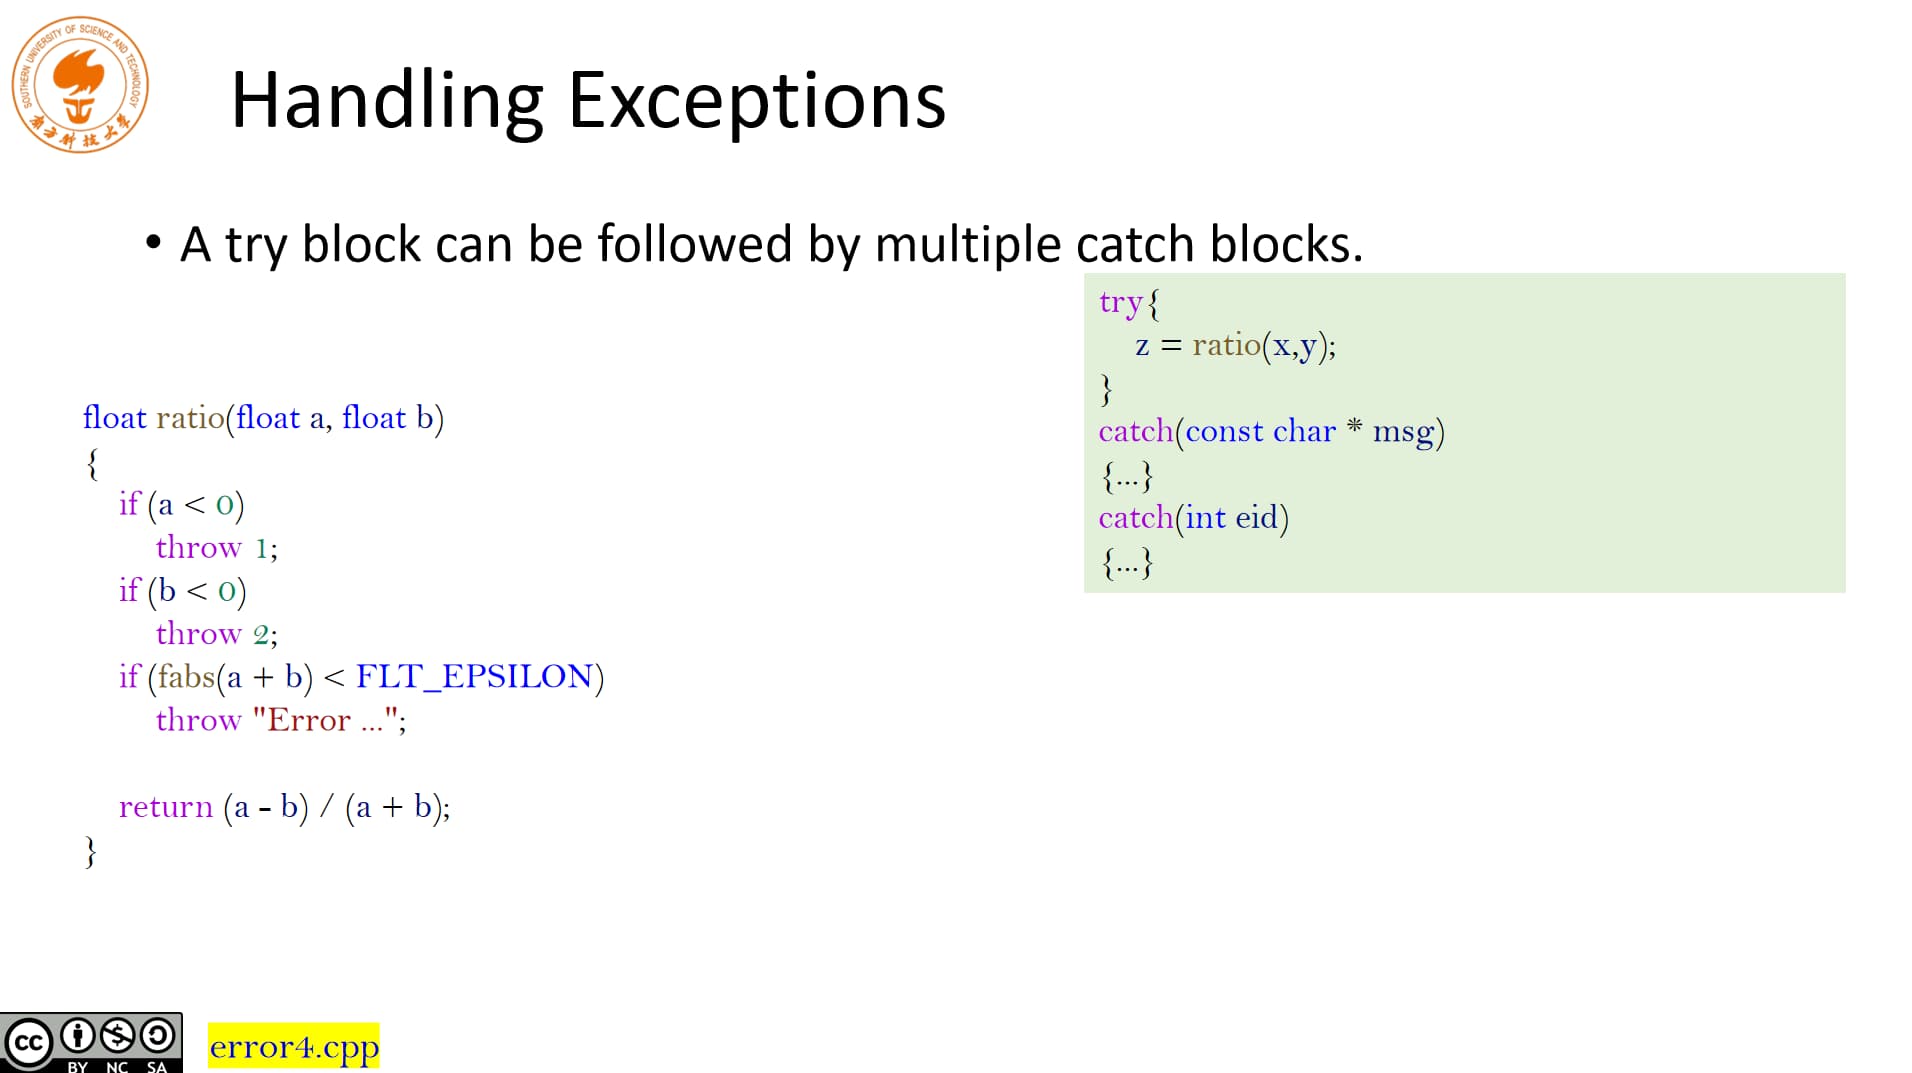 SOUTHERN UNIVERSITY OF SCIENCE AND TECHNOLOGY
南方科技大学
Handling Exceptions
• A try block can be followed by multiple catch blocks.
float ratio(float a, float b)
{
if (a < 0)
throw 1;
if (b < 0)
throw 2;
if (fabs(a + b) < FLT_EPSILON)
throw "Error ...";
return (a - b) / (a + b);
}
try{
z = ratio(x,y);
}
catch(const char * msg)
{...}
catch(int eid)
{...}
cc
BY NC SA
error4.cpp